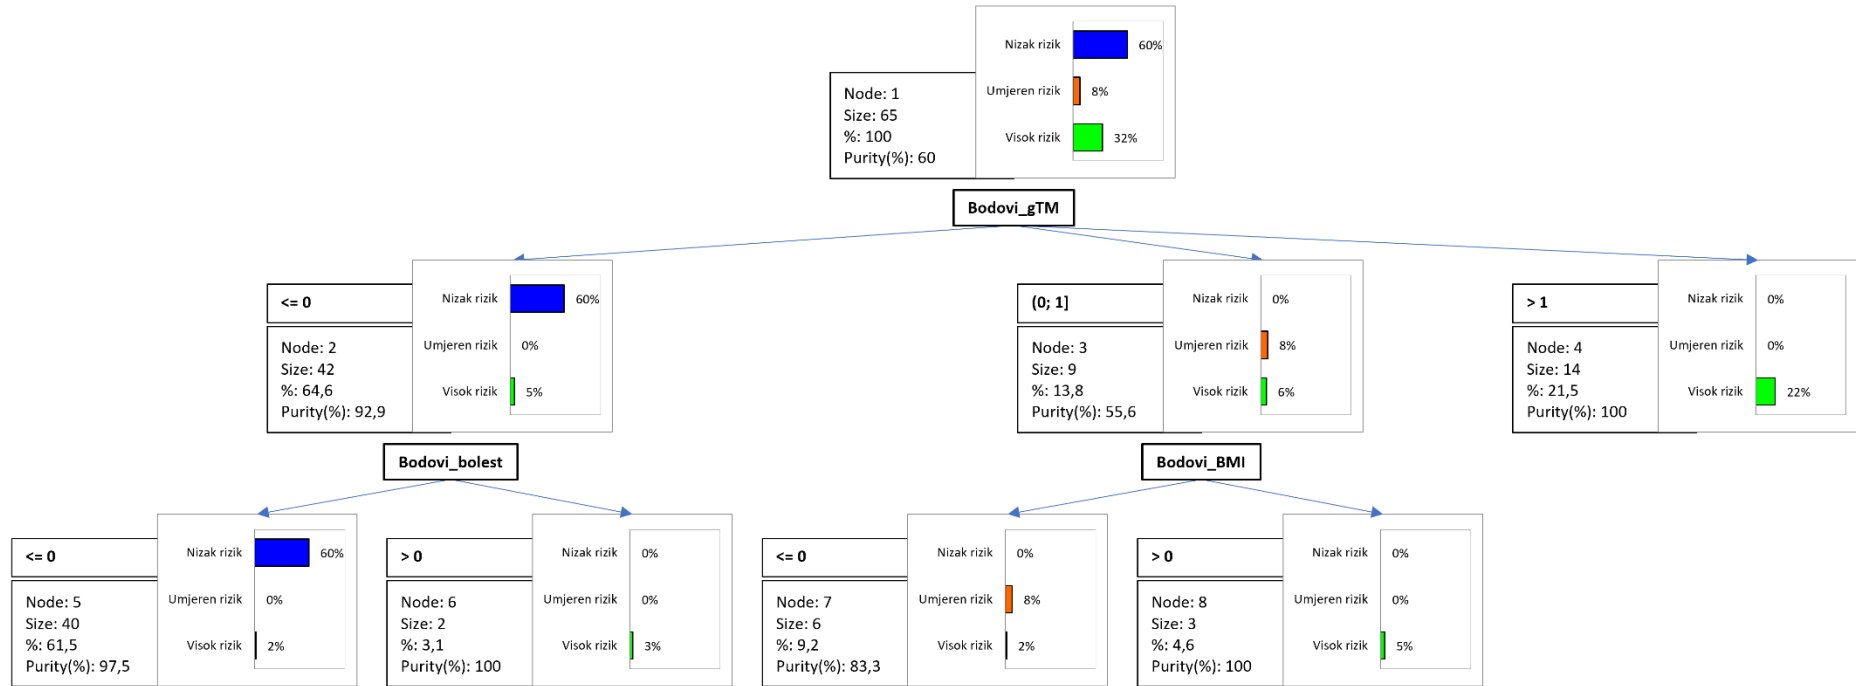 Nizak rizik 60%
Umjeren rizik 8%
Visok rizik 32%
Node: 1
Size: 65
%: 100
Purity(%): 60
Bodovi_gTM
<= 0
Nizak rizik 60%
Umjeren rizik 0%
Visok rizik 5%
Node: 2
Size: 42
%: 64,6
Purity(%): 92,9
(0; 1]
Nizak rizik 0%
Umjeren rizik 8%
Visok rizik 6%
Node: 3
Size: 9
%: 13,8
Purity(%): 55,6
> 1
Nizak rizik 0%
Umjeren rizik 0%
Visok rizik 22%
Node: 4
Size: 14
%: 21,5
Purity(%): 100
Bodovi_bolest
Bodovi_BMI
<= 0
Nizak rizik 60%
Umjeren rizik 0%
Visok rizik 2%
Node: 5
Size: 40
%: 61,5
Purity(%): 97,5
> 0
Nizak rizik 0%
Umjeren rizik 0%
Visok rizik 3%
Node: 6
Size: 2
%: 3,1
Purity(%): 100
<= 0
Nizak rizik 0%
Umjeren rizik 8%
Visok rizik 2%
Node: 7
Size: 6
%: 9,2
Purity(%): 83,3
> 0
Nizak rizik 0%
Umjeren rizik 0%
Visok rizik 5%
Node: 8
Size: 3
%: 4,6
Purity(%): 100